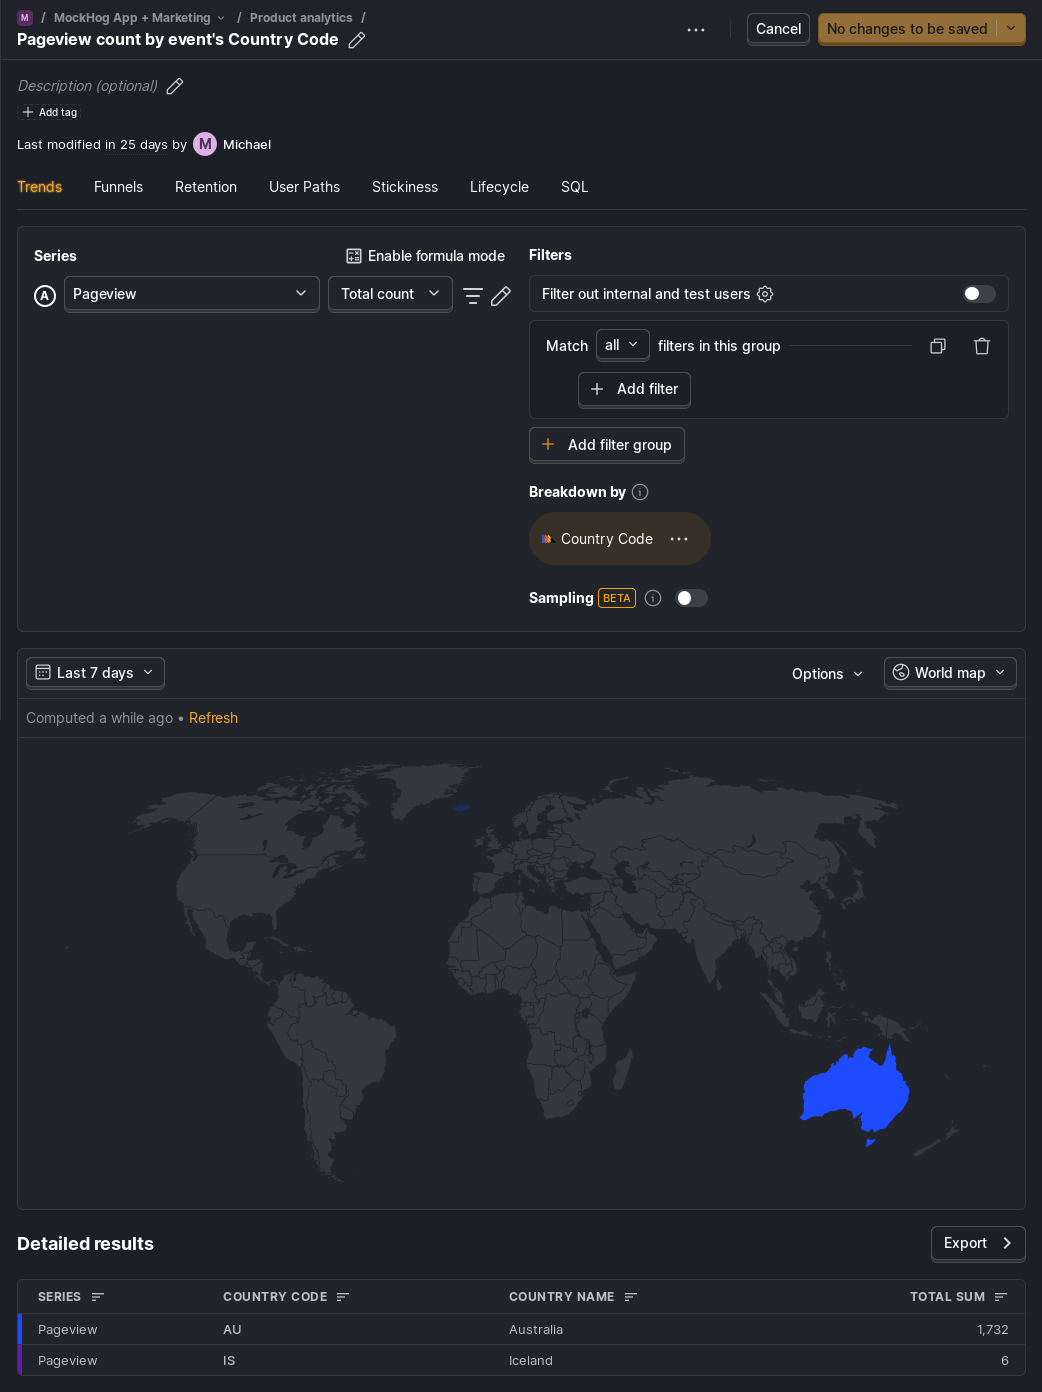 M / MockHog App + Marketing / Product analytics /
Pageview count by event's Country Code
Cancel
No changes to be saved
Description (optional)
Add tag
Last modified in 25 days by M Michael
Trends Funnels Retention User Paths Stickiness Lifecycle SQL
Series
Enable formula mode
A Pageview Total count
Filters
Filter out internal and test users
Match all filters in this group
Add filter
Add filter group
Breakdown by
Country Code
Sampling BETA
Last 7 days
Options
World map
Computed a while ago • Refresh
Detailed results
Export
SERIES COUNTRY CODE COUNTRY NAME TOTAL SUM
Pageview AU Australia 1,732
Pageview IS Iceland 6